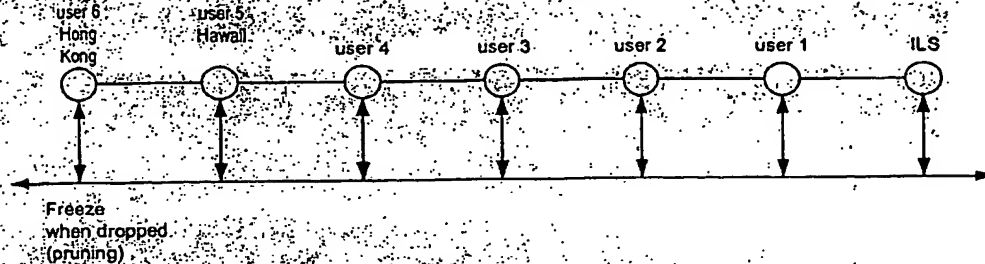 user 6
Hong
Kong
user 5
Hawaii
user 4
user 3
user 2
user 1
ILS
Freeze
when dropped
(pruning)